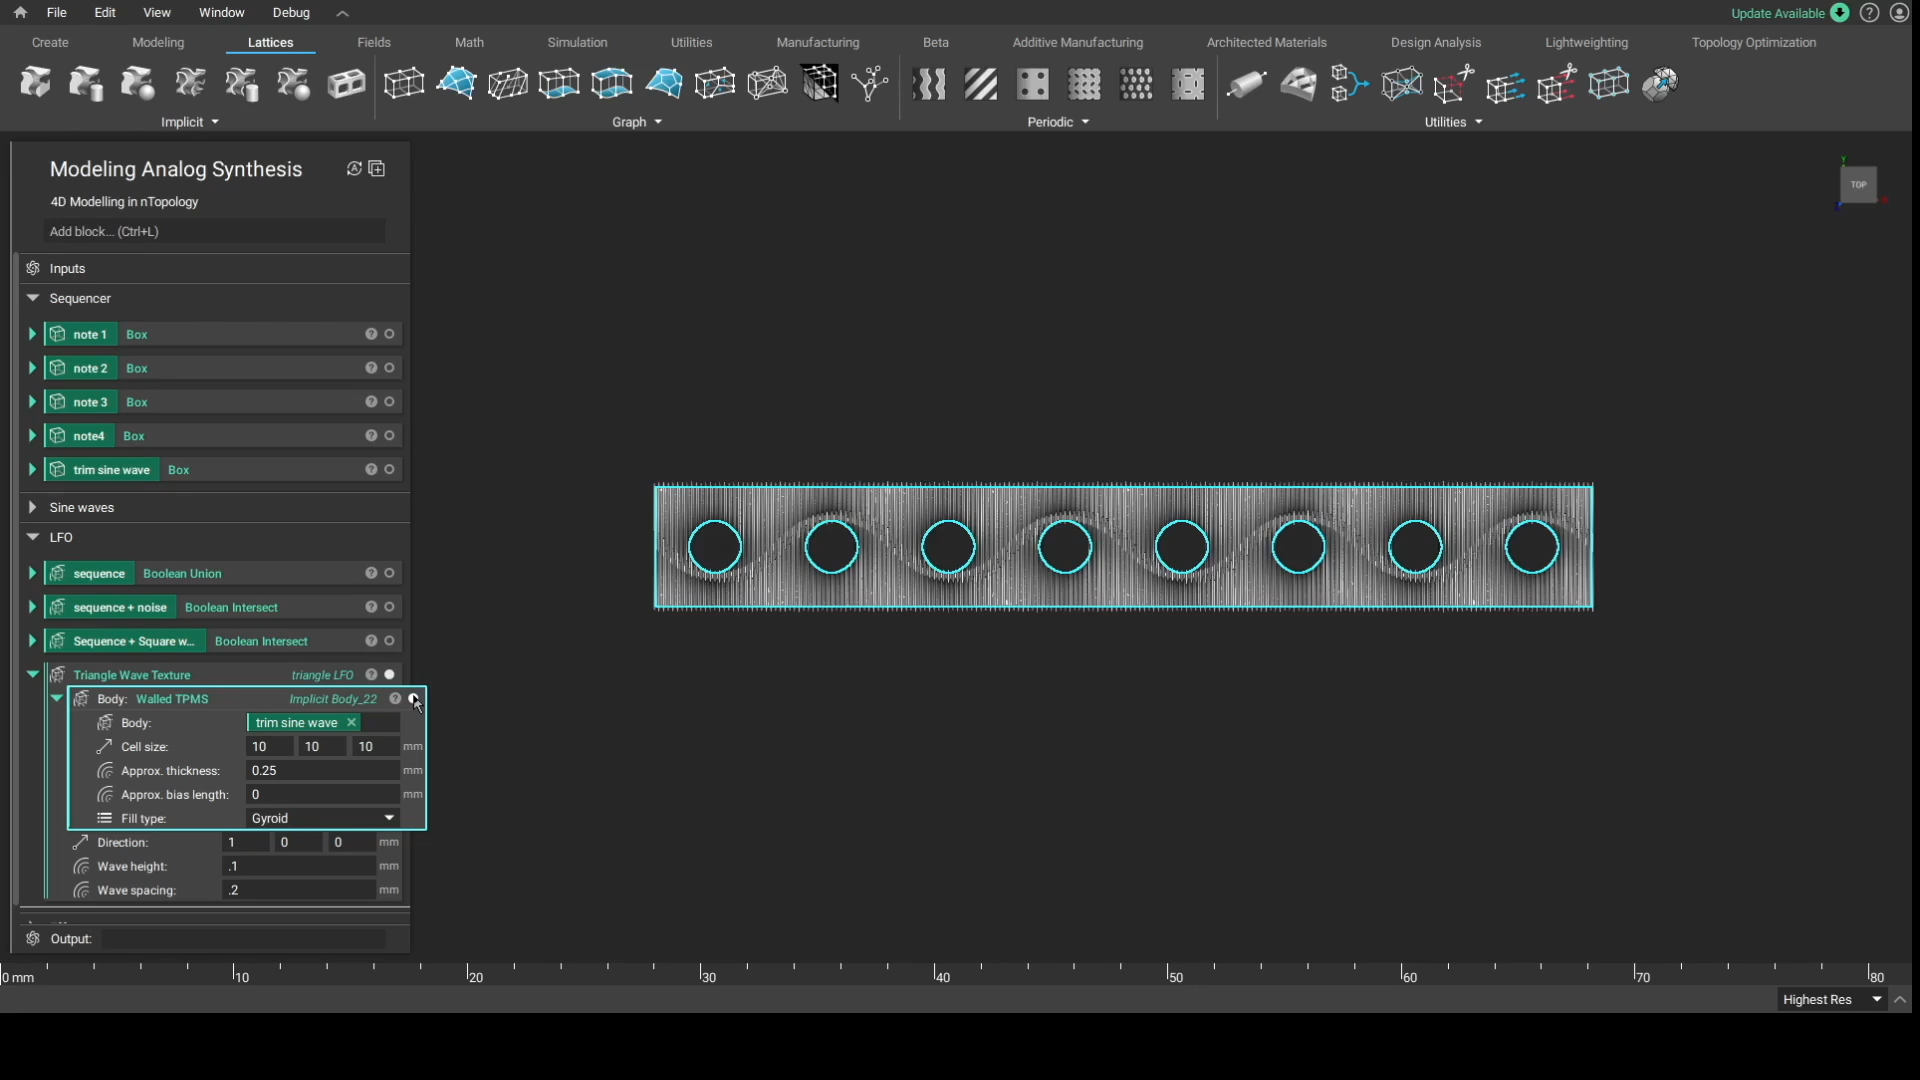 File Edit View Window Debug Update Available
Create Modeling Lattices Fields Math Simulation Utilities Manufacturing Beta Additive Manufacturing Architected Materials Design Analysis Lightweighting Topology Optimization
Implicit Graph Periodic Utilities
Modeling Analog Synthesis
4D Modelling in nTopology
Add block... (Ctrl+L)
Inputs
Sequencer
note 1 Box
note 2 Box
note 3 Box
note4 Box
trim sine wave Box
Sine waves
LFO
sequence Boolean Union
sequence + noise Boolean Intersect
Sequence + Square w... Boolean Intersect
Triangle Wave Texture triangle LFO
Body: Walled TPMS Implicit Body_22
Body: trim sine wave
Cell size: 10 10 10 mm
Approx. thickness: 0.25 mm
Approx. bias length: 0 mm
Fill type: Gyroid
Direction: 1 0 0 mm
Wave height: .1 mm
Wave spacing: .2 mm
Output:
0 mm 10 20 30 40 50 60 70 80
Highest Res
Y
TOP